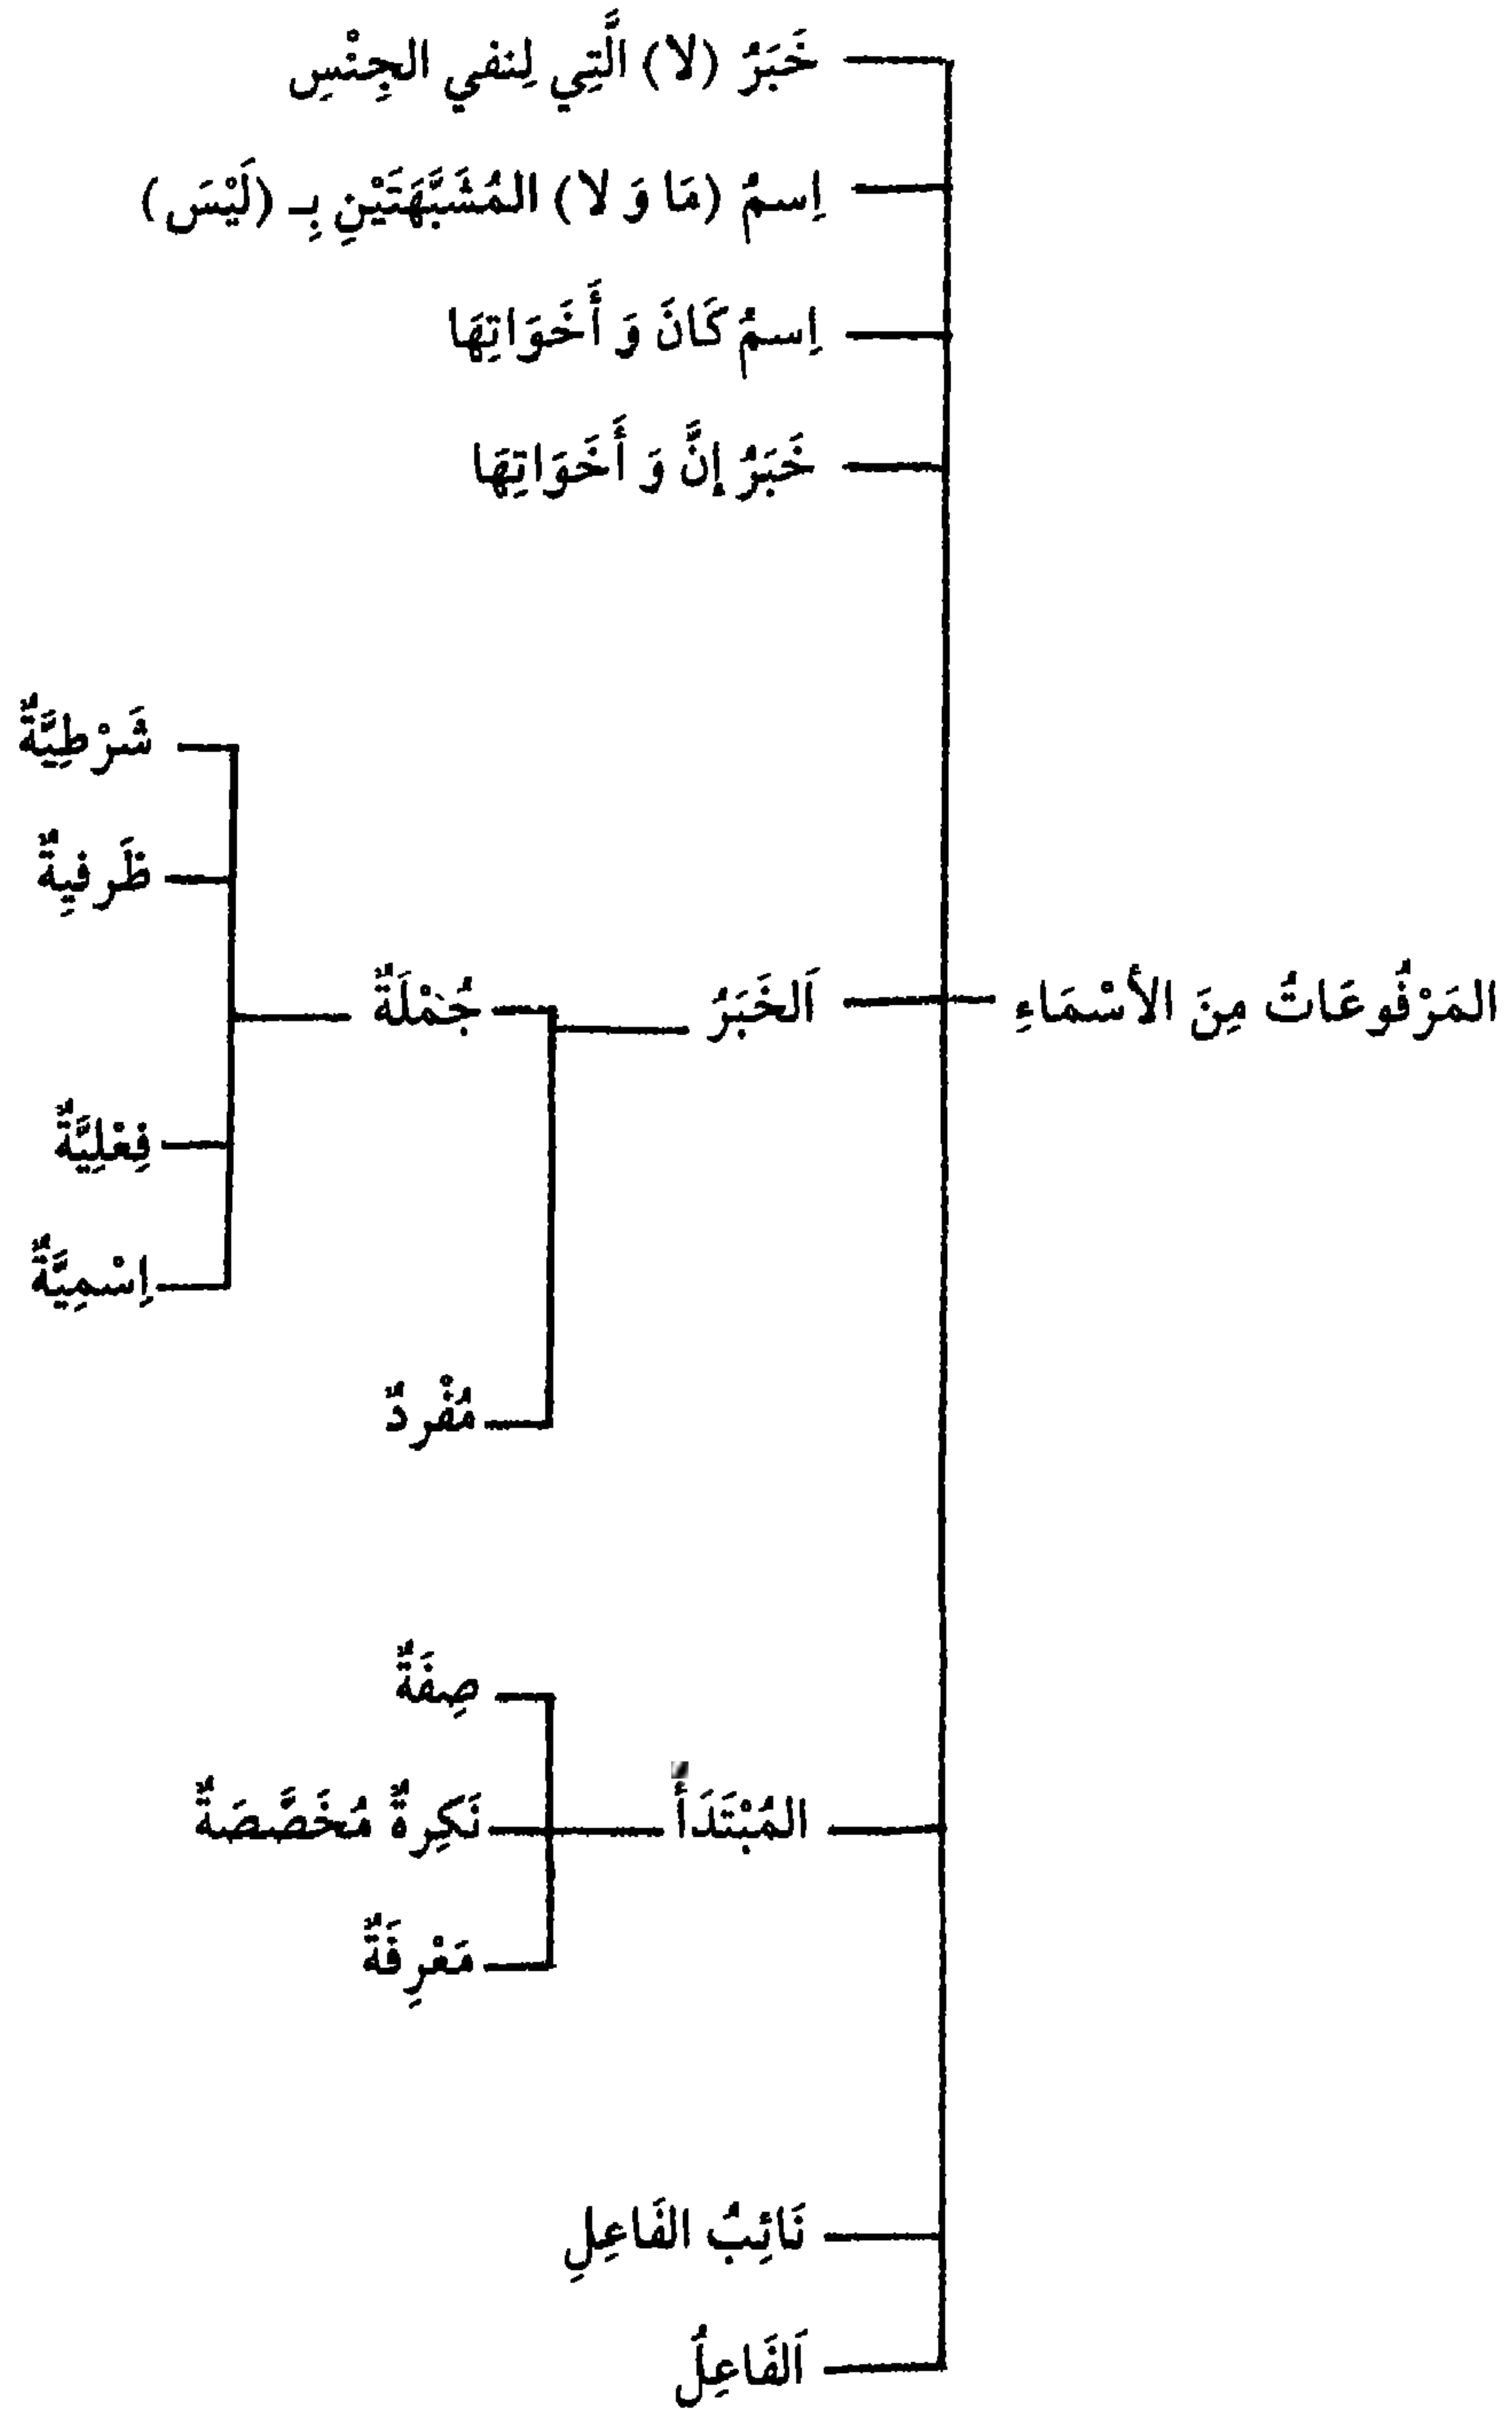 خَبَرُ (لا) الَّتِي لِنفي الجِنْسِ
اِسمُ (مَا وَ لا) المُشَبَّهَتَيْنِ بِـ (لَيْسَ)
اِسمُ كَانَ وَ أَخَوَاتِهَا
خَبَرُ إنَّ وَ أَخَوَاتِهَا
شَرْطِيَّةٌ
ظَرفيةٌ
المَرْفُوعَاتُ مِنَ الأسْمَاءِ
اَلخَبَرُ
جُمْلَةٌ
فِعْلِيَّةٌ
اِسْمِيَّةٌ
مُفْردٌ
صِفَةٌ
المُبْتَدَأ
نَكِرةٌ مُخَصَّصَةٌ
مَعْرِفَةٌ
نَائِبُ الفَاعِلِ
اَلفَاعِلُ